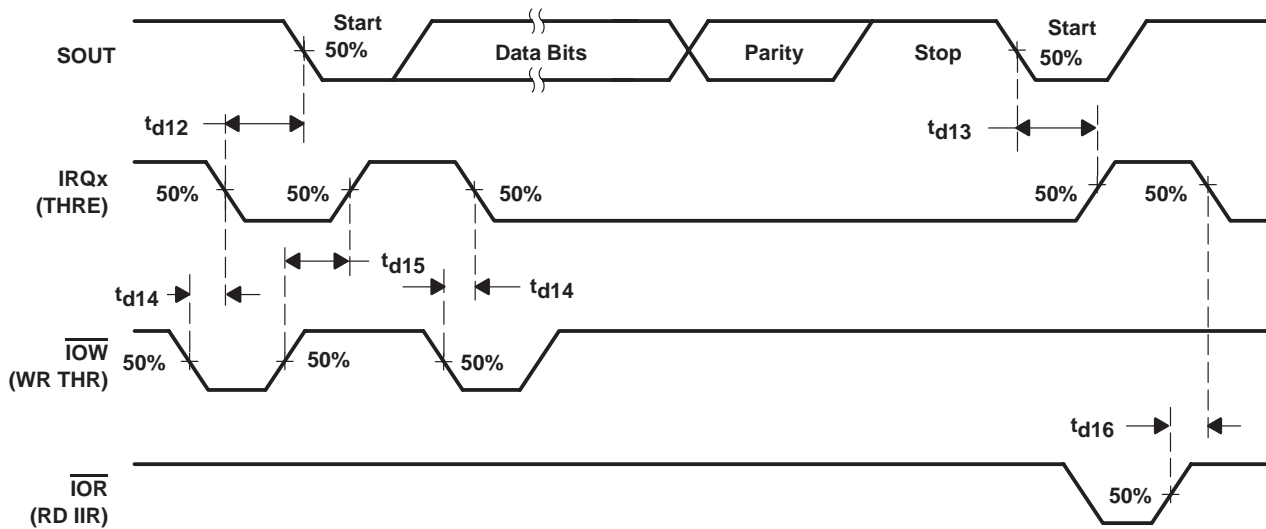 Start
Start
SOUT
50%
Data Bits
Parity
Stop
50%
td12
td13
IRQx
(THRE)
50%
50%
50%
50%
50%
td15
td14
td14
IOW
(WR THR)
50%
50%
50%
td16
IOR
(RD IIR)
50%